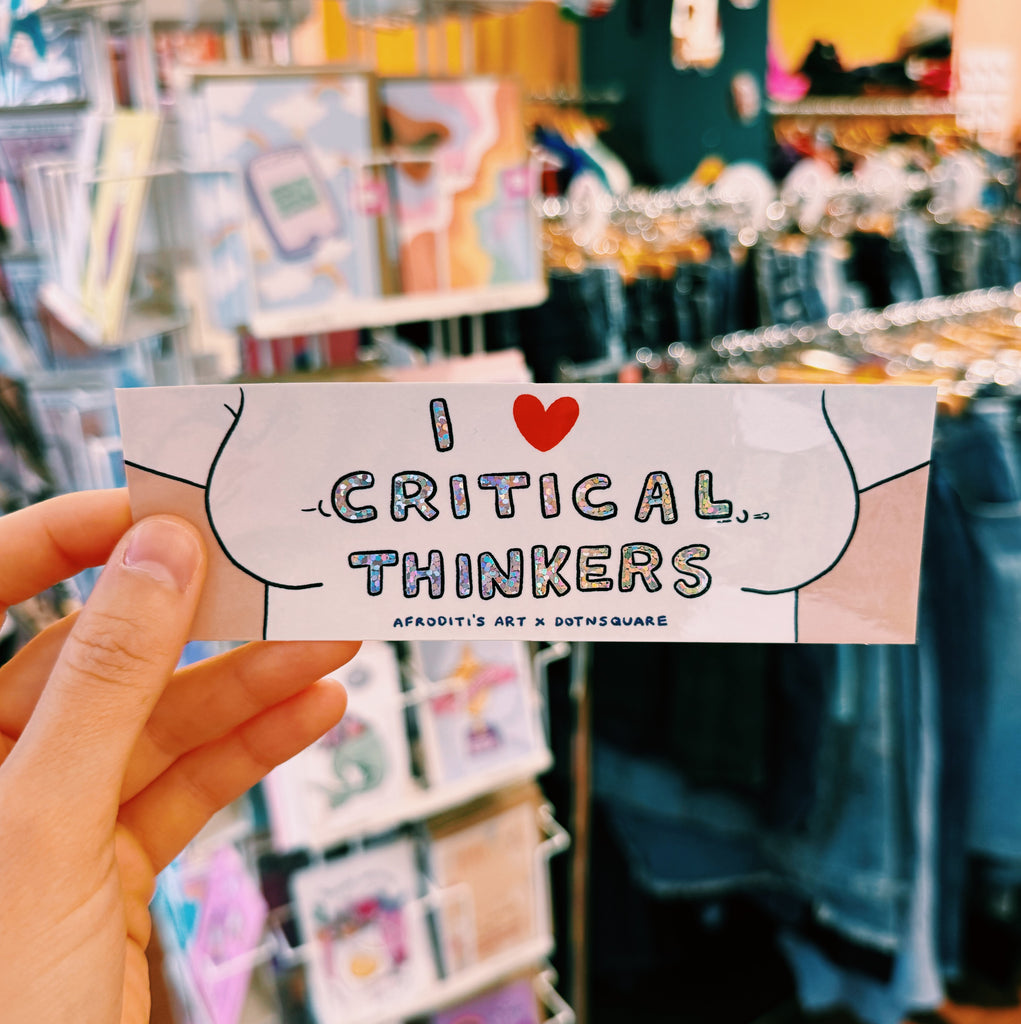 I ❤
CRITICAL
THINKERS
AFRODITI'S ART x DOTNSQUARE